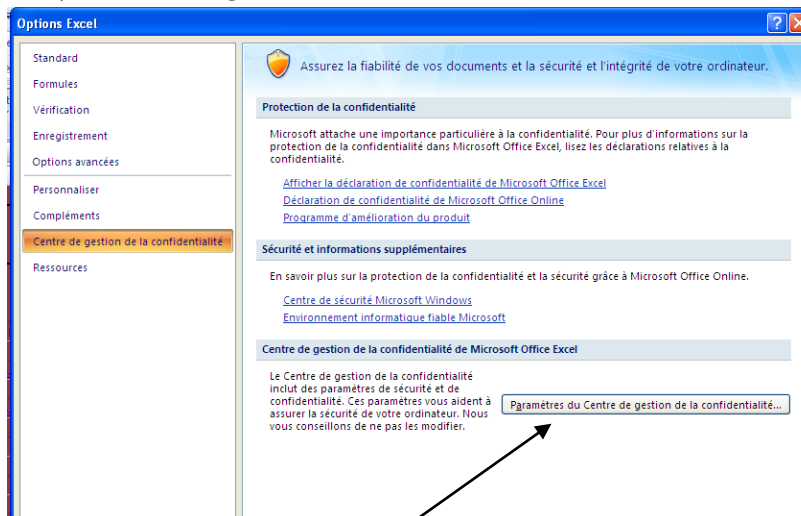 Options Excel
Standard
Formules
Vérification
Enregistrement
Options avancées
Personnaliser
Compléments
Centre de gestion de la confidentialité
Ressources
Assurez la fiabilité de vos documents et la sécurité et l'intégrité de votre ordinateur.
Protection de la confidentialité
Microsoft attache une importance particulière à la confidentialité. Pour plus d'informations sur la
protection de la confidentialité dans Microsoft Office Excel, lisez les déclarations relatives à la
confidentialité.
Afficher la déclaration de confidentialité de Microsoft Office Excel
Déclaration de confidentialité de Microsoft Office Online
Programme d'amélioration du produit
Sécurité et informations supplémentaires
En savoir plus sur la protection de la confidentialité et la sécurité grâce à Microsoft Office Online.
Centre de sécurité Microsoft Windows
Environnement informatique fiable Microsoft
Centre de gestion de la confidentialité de Microsoft Office Excel
Le Centre de gestion de la confidentialité
inclut des paramètres de sécurité et de
confidentialité. Ces paramètres vous aident à
assurer la sécurité de votre ordinateur. Nous
vous conseillons de ne pas les modifier.
Paramètres du Centre de gestion de la confidentialité...